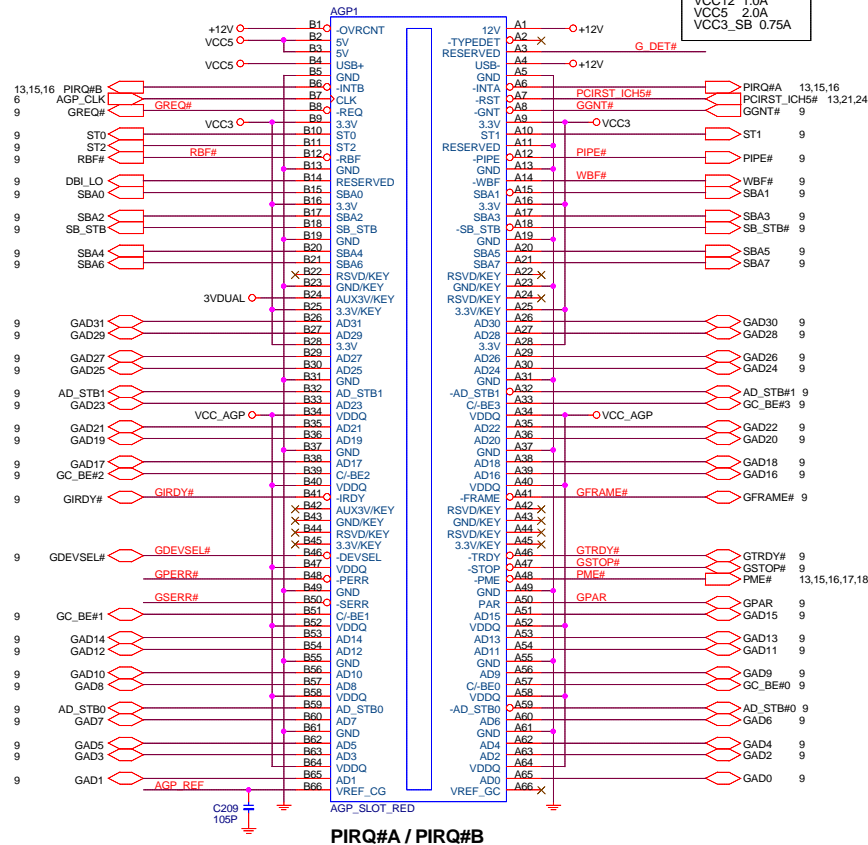 AGP1
VCC12 1.0A
VCC5 2.0A
VCC3_SB 0.75A
+12V B1 -OVRCNT 12V A1 +12V
VCC5 B2 5V -TYPEDET A2
B3 5V RESERVED A3 G_DET#
VCC5 B4 USB+ USB- A4 +12V
B5 GND GND A5
13,15,16 PIRQ#B B6 -INTB -INTA A6 PIRQ#A 13,15,16
6 AGP_CLK B7 CLK -RST A7 PCIRST_ICH5# PCIRST_ICH5# 13,21,24
9 GREQ# GREQ# B8 -REQ -GNT A8 GGNT# GGNT# 9
VCC3 B9 3.3V 3.3V A9 VCC3
9 ST0 B10 ST0 ST1 A10 ST1 9
9 ST2 B11 ST2 RESERVED A11
9 RBF# RBF# B12 -RBF -PIPE A12 PIPE# PIPE# 9
B13 GND GND A13
9 DBI_LO B14 RESERVED -WBF A14 WBF# WBF# 9
9 SBA0 B15 SBA0 SBA1 A15 SBA1 9
B16 3.3V 3.3V A16
9 SBA2 B17 SBA2 SBA3 A17 SBA3 9
9 SB_STB B18 SB_STB -SB_STB A18 SB_STB# 9
B19 GND GND A19
9 SBA4 B20 SBA4 SBA5 A20 SBA5 9
9 SBA6 B21 SBA6 SBA7 A21 SBA7 9
B22 RSVD/KEY RSVD/KEY A22
B23 GND/KEY GND/KEY A23
3VDUAL B24 AUX3V/KEY RSVD/KEY A24
B25 3.3V/KEY 3.3V/KEY A25
9 GAD31 B26 AD31 AD30 A26 GAD30 9
9 GAD29 B27 AD29 AD28 A27 GAD28 9
B28 3.3V 3.3V A28
9 GAD27 B29 AD27 AD26 A29 GAD26 9
9 GAD25 B30 AD25 AD24 A30 GAD24 9
B31 GND GND A31
9 AD_STB1 B32 AD_STB1 -AD_STB1 A32 AD_STB#1 9
9 GAD23 B33 AD23 C/-BE3 A33 GC_BE#3 9
VCC_AGP B34 VDDQ VDDQ A34 VCC_AGP
9 GAD21 B35 AD21 AD22 A35 GAD22 9
9 GAD19 B36 AD19 AD20 A36 GAD20 9
B37 GND GND A37
9 GAD17 B38 AD17 AD18 A38 GAD18 9
9 GC_BE#2 B39 C/-BE2 AD16 A39 GAD16 9
B40 VDDQ VDDQ A40
9 GIRDY# GIRDY# B41 -IRDY -FRAME A41 GFRAME# GFRAME# 9
B42 AUX3V/KEY RSVD/KEY A42
B43 GND/KEY GND/KEY A43
B44 RSVD/KEY RSVD/KEY A44
B45 3.3V/KEY 3.3V/KEY A45
9 GDEVSEL# GDEVSEL# B46 -DEVSEL -TRDY A46 GTRDY# GTRDY# 9
B47 VDDQ -STOP A47 GSTOP# GSTOP# 9
GPERR# B48 -PERR -PME A48 PME# PME# 13,15,16,17,18
B49 GND GND A49
GSERR# B50 -SERR PAR A50 GPAR GPAR 9
9 GC_BE#1 B51 C/-BE1 AD15 A51 GAD15 9
B52 VDDQ VDDQ A52
9 GAD14 B53 AD14 AD13 A53 GAD13 9
9 GAD12 B54 AD12 AD11 A54 GAD11 9
B55 GND GND A55
9 GAD10 B56 AD10 AD9 A56 GAD9 9
9 GAD8 B57 AD8 C/-BE0 A57 GC_BE#0 9
B58 VDDQ VDDQ A58
9 AD_STB0 B59 AD_STB0 -AD_STB0 A59 AD_STB#0 9
9 GAD7 B60 AD7 AD6 A60 GAD6 9
B61 GND GND A61
9 GAD5 B62 AD5 AD4 A62 GAD4 9
9 GAD3 B63 AD3 AD2 A63 GAD2 9
B64 VDDQ VDDQ A64
9 GAD1 B65 AD1 AD0 A65 GAD0 9
AGP_REF B66 VREF_CG VREF_GC A66
C209
105P
AGP_SLOT_RED
PIRQ#A / PIRQ#B